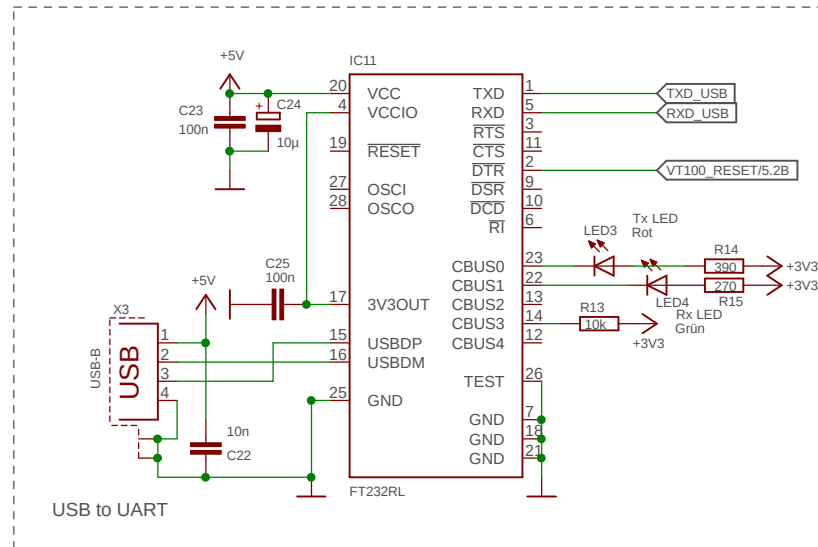 +5V
C23
100n
+
C24
10µ
IC11
20
VCC
4
VCCIO
19
RESET
27
OSCI
28
OSCO
17
3V3OUT
15
USBDP
16
USBDM
25
GND
FT232RL
TXD
1
TXD_USB
RXD
5
RXD_USB
RTS
3
CTS
11
DTR
2
VT100_RESET/5.2B
DSR
9
DCD
10
RI
6
Tx LED
Rot
LED3
CBUS0
23
R14
390
+3V3
CBUS1
22
LED4
270
R15
+3V3
Rx LED
Grün
CBUS2
13
CBUS3
14
R13
10k
+3V3
CBUS4
12
TEST
26
GND
7
GND
18
GND
21
C25
100n
+5V
X3
USB-B
USB
1
2
3
4
10n
C22
USB to UART